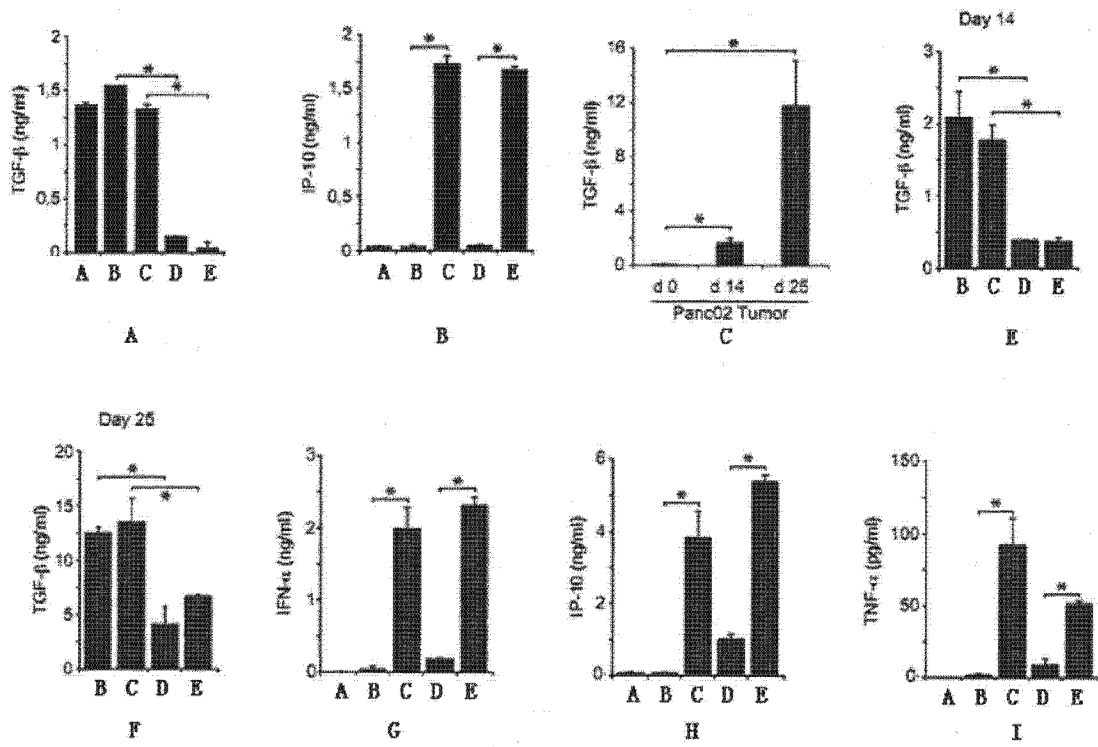 Day 14
TGF-β (ng/ml)
2
1,5
1
0,5
0
A B C D E
A
IP-10 (ng/ml)
2
1,5
1
0,5
0
A B C D E
B
TGF-β (ng/ml)
16
12
8
4
0
d 0 d 14 d 25
Panc02 Tumor
C
TGF-β (ng/ml)
3
2
1
0
B C D E
E
Day 25
TGF-β (ng/ml)
20
15
10
5
0
B C D E
F
IFN-α (ng/ml)
3
2
1
0
A B C D E
G
IP-10 (ng/ml)
6
4
2
0
A B C D E
H
TNF-α (pg/ml)
150
100
50
0
A B C D E
I